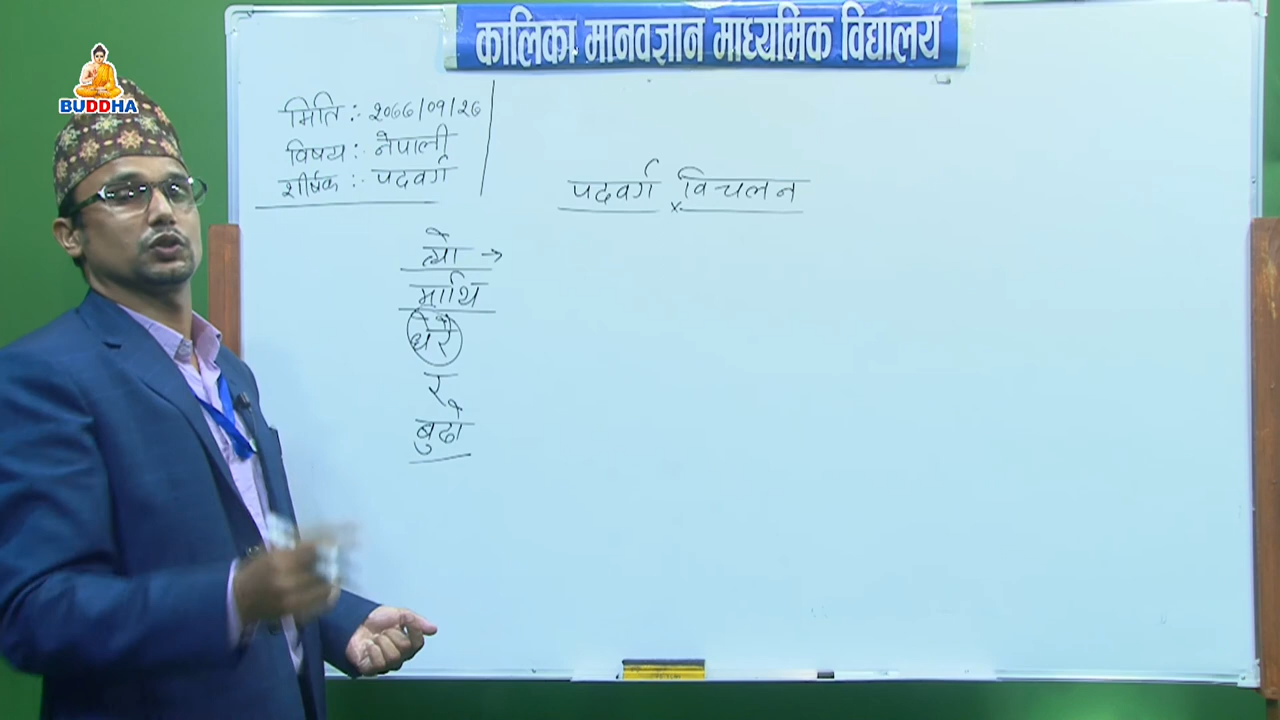 BUDDHA
कालिका मानवज्ञान माध्यमिक विद्यालय
मिति :- २०७७/०१/२७
विषय :- नेपाली
शीर्षक :- पदवर्ग
पदवर्ग विचलन
त्यो →
माथि
धेरै
र
बुढो